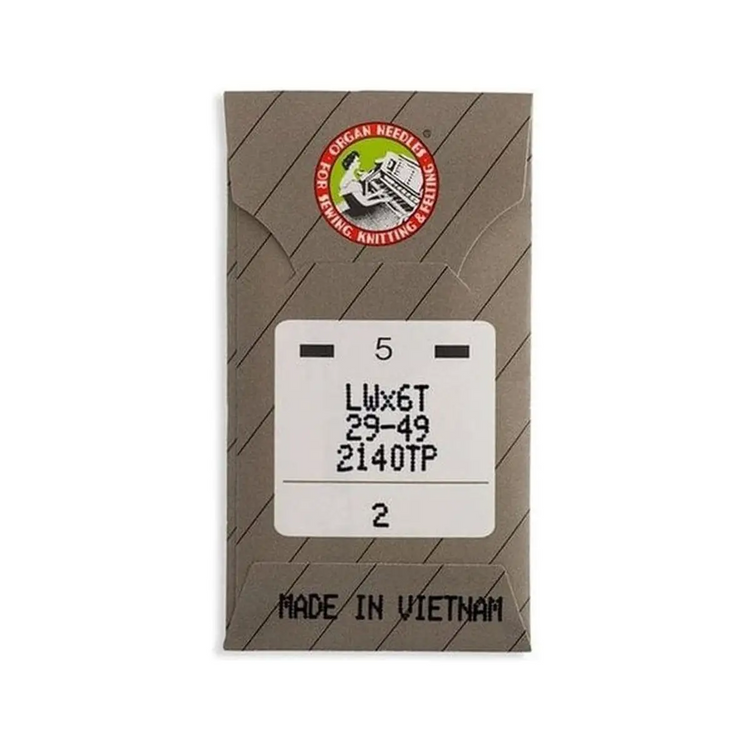 ORGAN NEEDLES ®
FOR SEWING, KNITTING & FELTING
5
LWx6T
29-49
2140TP
2
MADE IN VIETNAM